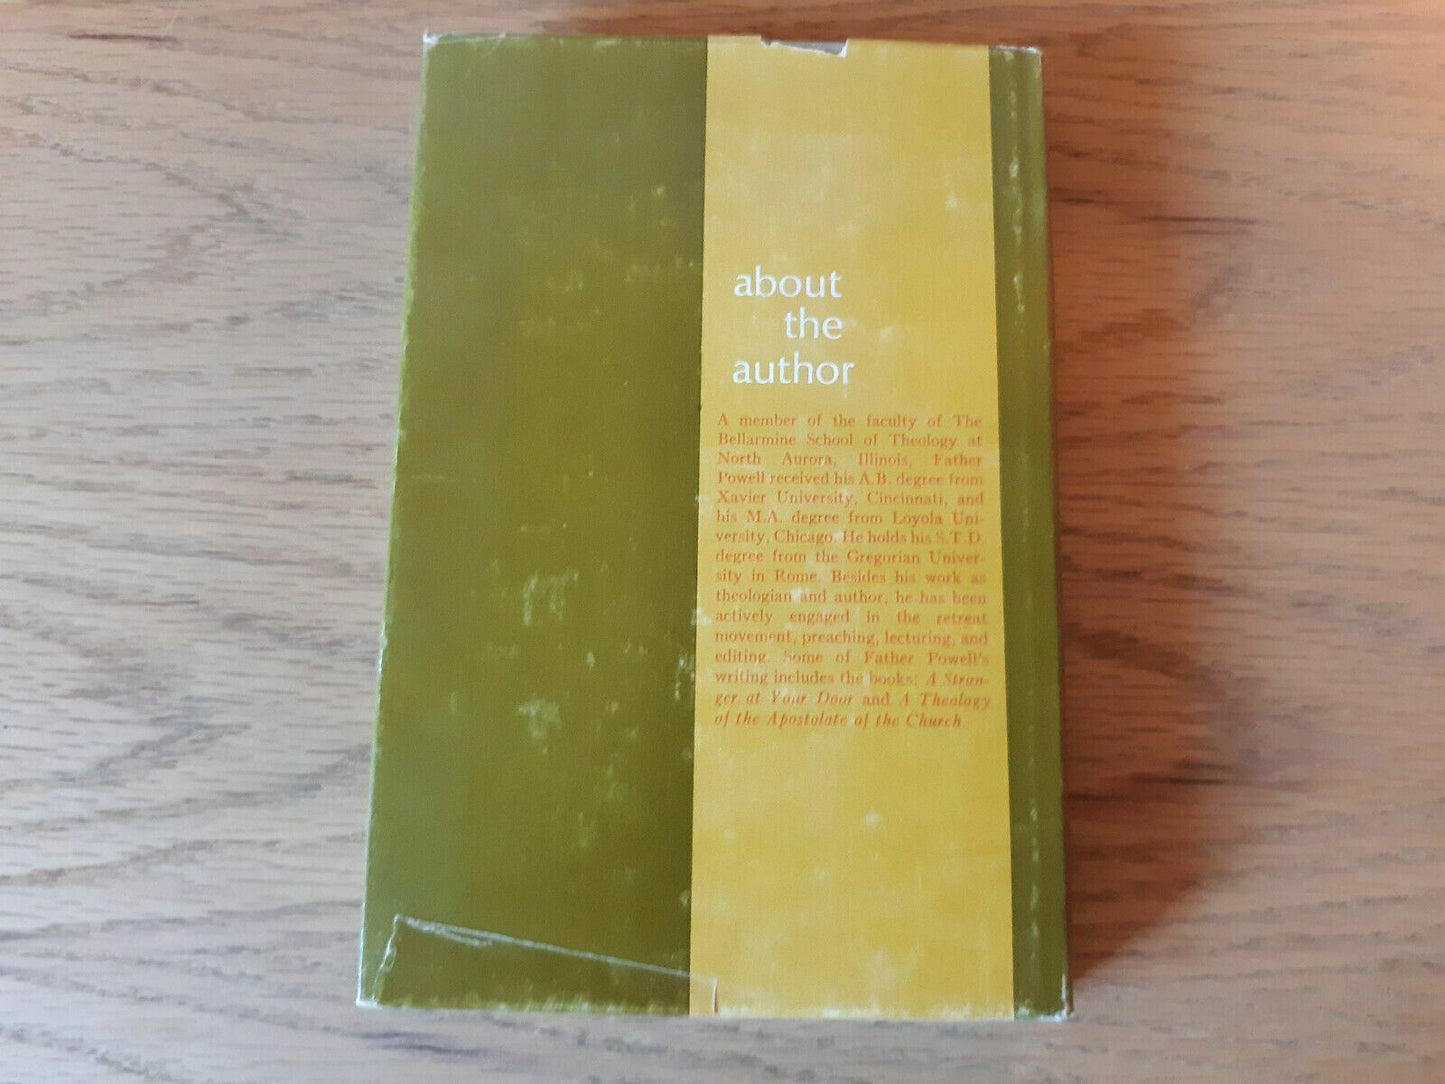 about
the
author
A member of the faculty of The
Bellarmine School of Theology at
North Aurora, Illinois, Father
Powell received his A.B. degree from
Xavier University, Cincinnati, and
his M.A. degree from Loyola Uni-
versity, Chicago. He holds his S.T.D.
degree from the Gregorian Univer-
sity in Rome. Besides his work as
theologian and author, he has been
actively engaged in the retreat
movement, preaching, lecturing, and
editing. Some of Father Powell's
writing includes the books: A Stran-
ger at Your Door and A Theology
of the Apostolate of the Church.